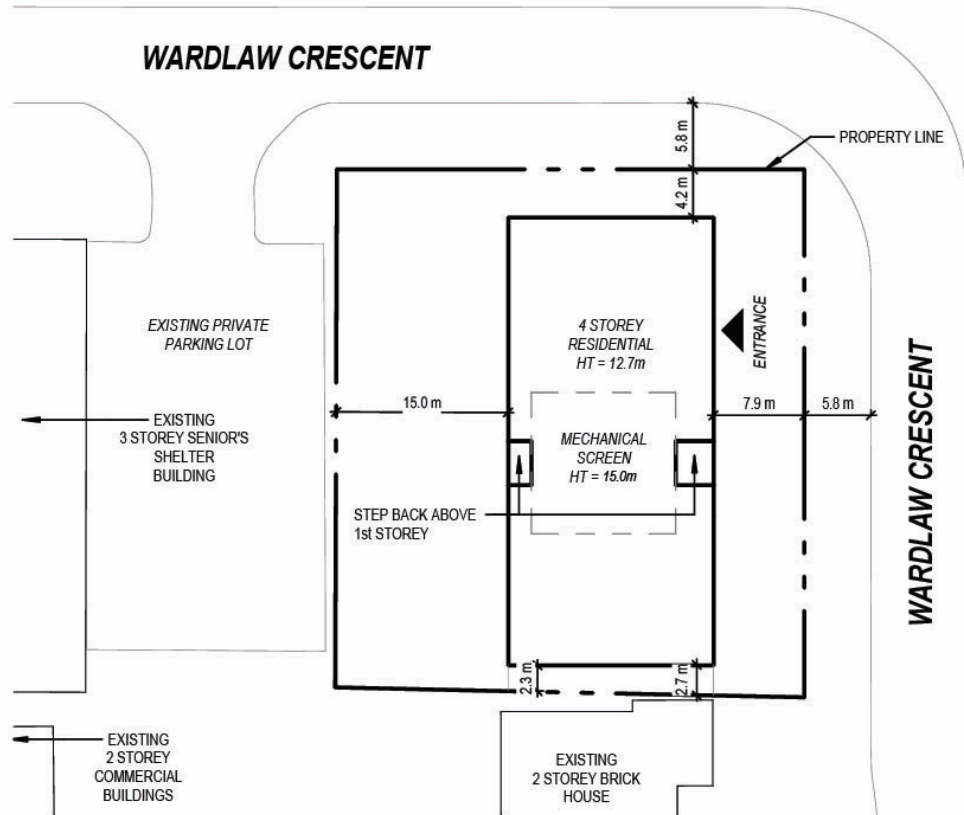 WARDLAW CRESCENT
5.8 m
PROPERTY LINE
4.2 m
EXISTING PRIVATE
PARKING LOT
4 STOREY
RESIDENTIAL
HT = 12.7m
ENTRANCE
15.0 m
7.9 m
5.8 m
WARDLAW CRESCENT
EXISTING
3 STOREY SENIOR'S
SHELTER
BUILDING
MECHANICAL
SCREEN
HT = 15.0m
STEP BACK ABOVE
1st STOREY
2.3 m
2.7 m
EXISTING
2 STOREY
COMMERCIAL
BUILDINGS
EXISTING
2 STOREY BRICK
HOUSE